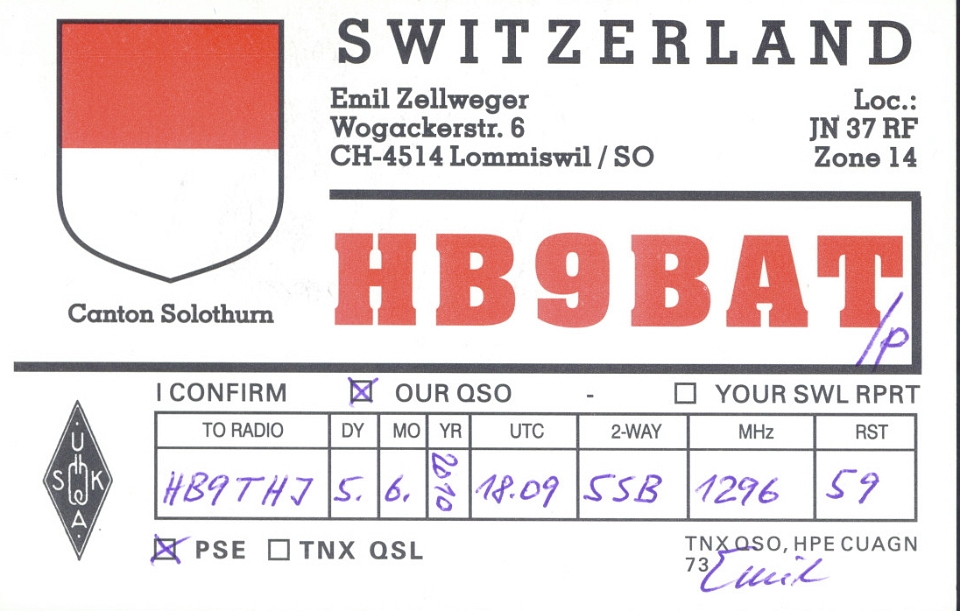 SWITZERLAND
Emil Zellweger
Wogackerstr. 6
CH-4514 Lommiswil / SO
Loc.:
JN 37 RF
Zone 14
HB9BAT
/p
Canton Solothurn
I CONFIRM ☒ OUR QSO - ☐ YOUR SWL RPRT
TO RADIO DY MO YR UTC 2-WAY MHz RST
HB9THJ 5. 6. 2010 18.09 SSB 1296 59
U
S K
A
☒ PSE ☐ TNX QSL
TNX QSO, HPE CUAGN
73 Emil